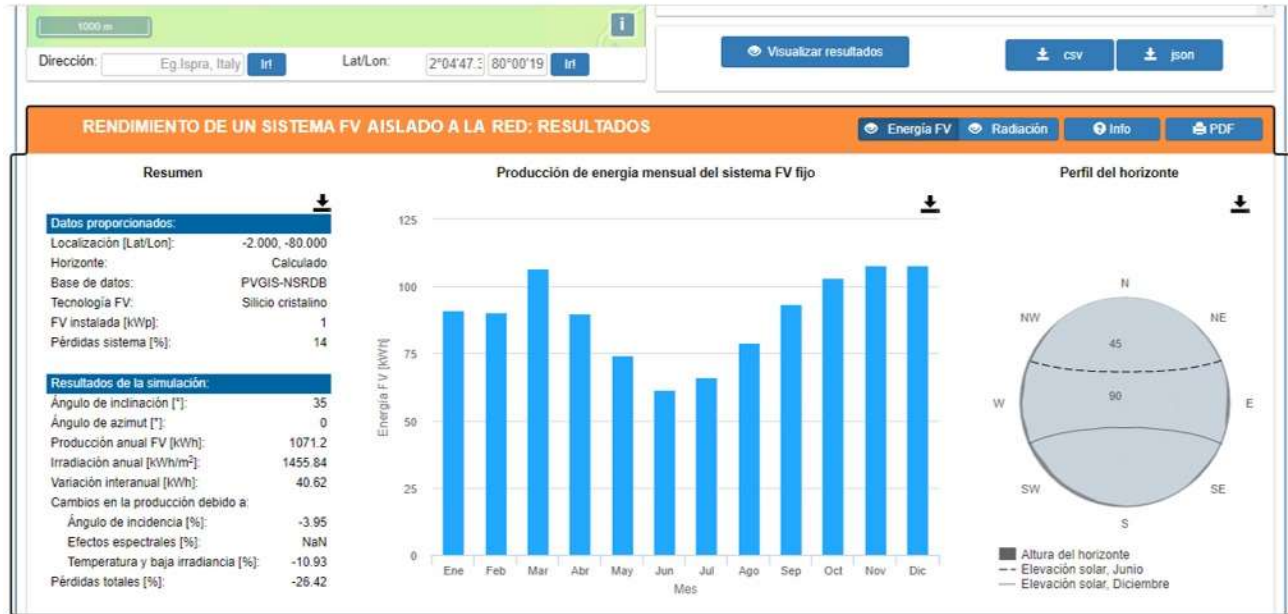 1000 m
i
Dirección: Eg.Ispra, Italy Ir! Lat/Lon: 2°04'47.3 80°00'19 Ir!
Visualizar resultados csv json
RENDIMIENTO DE UN SISTEMA FV AISLADO A LA RED: RESULTADOS
Energía FV Radiación Info PDF
Resumen
Datos proporcionados:
Localización [Lat/Lon]: -2.000, -80.000
Horizonte: Calculado
Base de datos: PVGIS-NSRDB
Tecnología FV: Silicio cristalino
FV instalada [kWp]: 1
Pérdidas sistema [%]: 14
Resultados de la simulación:
Ángulo de inclinación [°]: 35
Ángulo de azimut [°]: 0
Producción anual FV [kWh]: 1071.2
Irradiación anual [kWh/m²]: 1455.84
Variación interanual [kWh]: 40.62
Cambios en la producción debido a:
Ángulo de incidencia [%]: -3.95
Efectos espectrales [%]: NaN
Temperatura y baja irradiancia [%]: -10.93
Pérdidas totales [%]: -26.42
Producción de energía mensual del sistema FV fijo
125
100
75
50
25
0
Energía FV [kWh]
Ene Feb Mar Abr May Jun Jul Ago Sep Oct Nov Dic
Mes
Perfil del horizonte
N
NW NE
45
90
W E
SW SE
S
Altura del horizonte
Elevación solar, Junio
Elevación solar, Diciembre